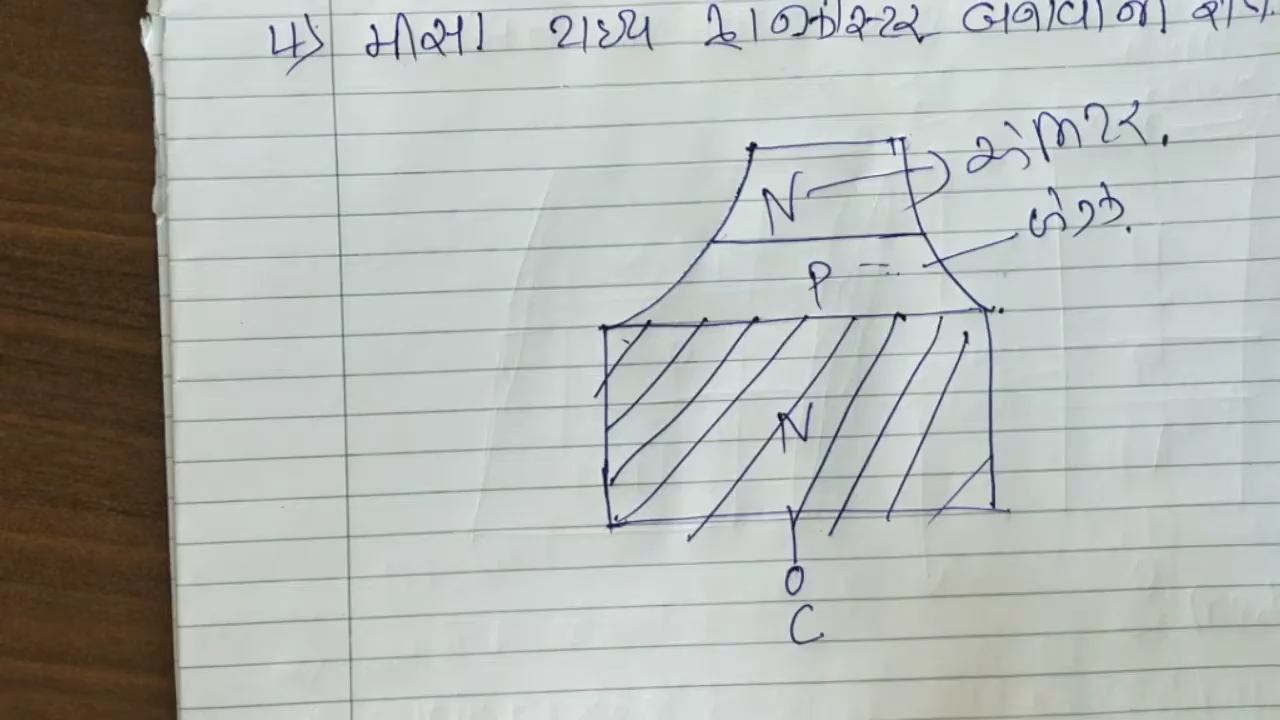 4) મીસા ટાઇપ ટ્રાન્ઝીસ્ટર બનાવવાની
N એમિટર.
P બેઝ.
N
C